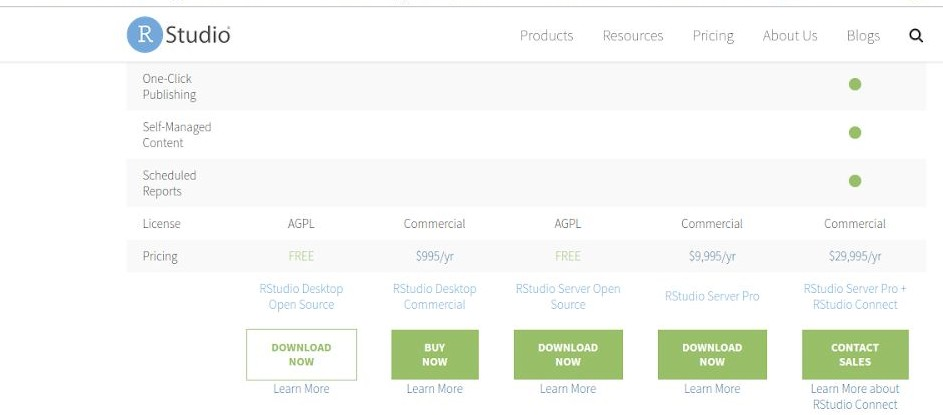 R Studio
Products Resources Pricing About Us Blogs
One-Click
Publishing
Self-Managed
Content
Scheduled
Reports
License AGPL Commercial AGPL Commercial Commercial
Pricing FREE $995/yr FREE $9,995/yr $29,995/yr
RStudio Desktop
Open Source
RStudio Desktop
Commercial
RStudio Server Open
Source
RStudio Server Pro
RStudio Server Pro +
RStudio Connect
DOWNLOAD
NOW
BUY
NOW
DOWNLOAD
NOW
DOWNLOAD
NOW
CONTACT
SALES
Learn More
Learn More
Learn More
Learn More
Learn More about
RStudio Connect